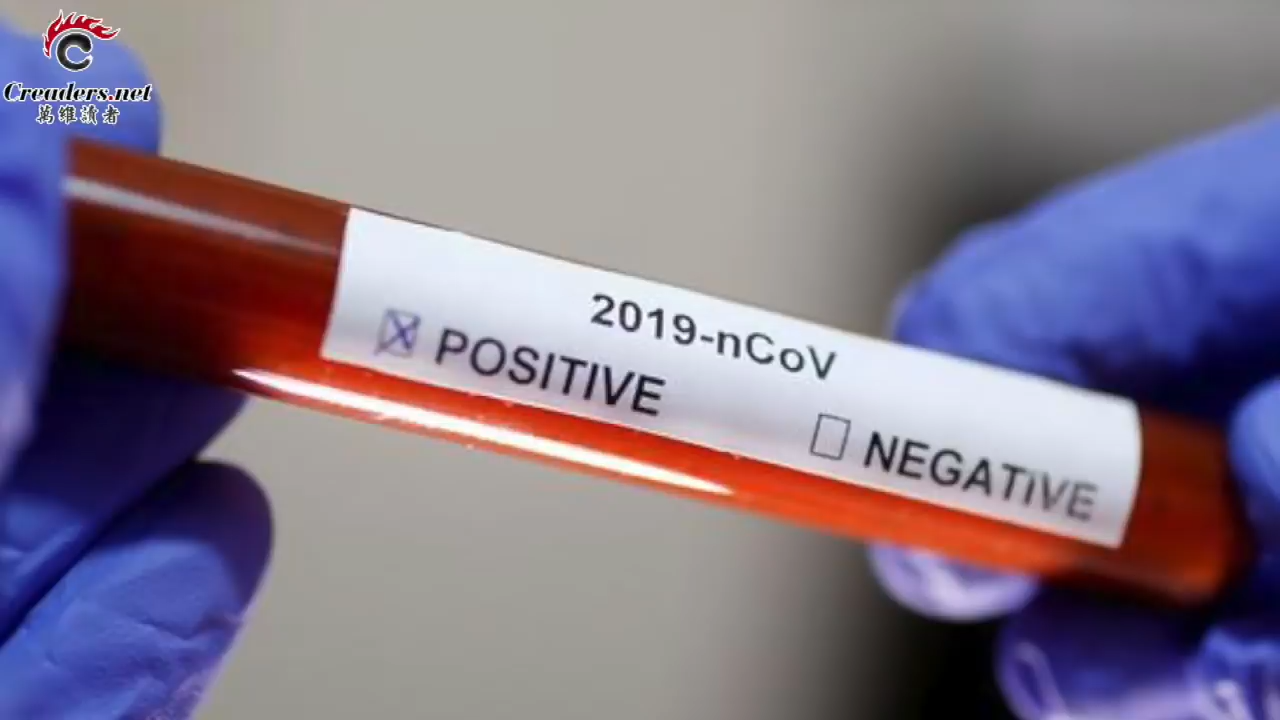 Creaders.net
萬維讀者
2019-nCoV
POSITIVE
NEGATIVE